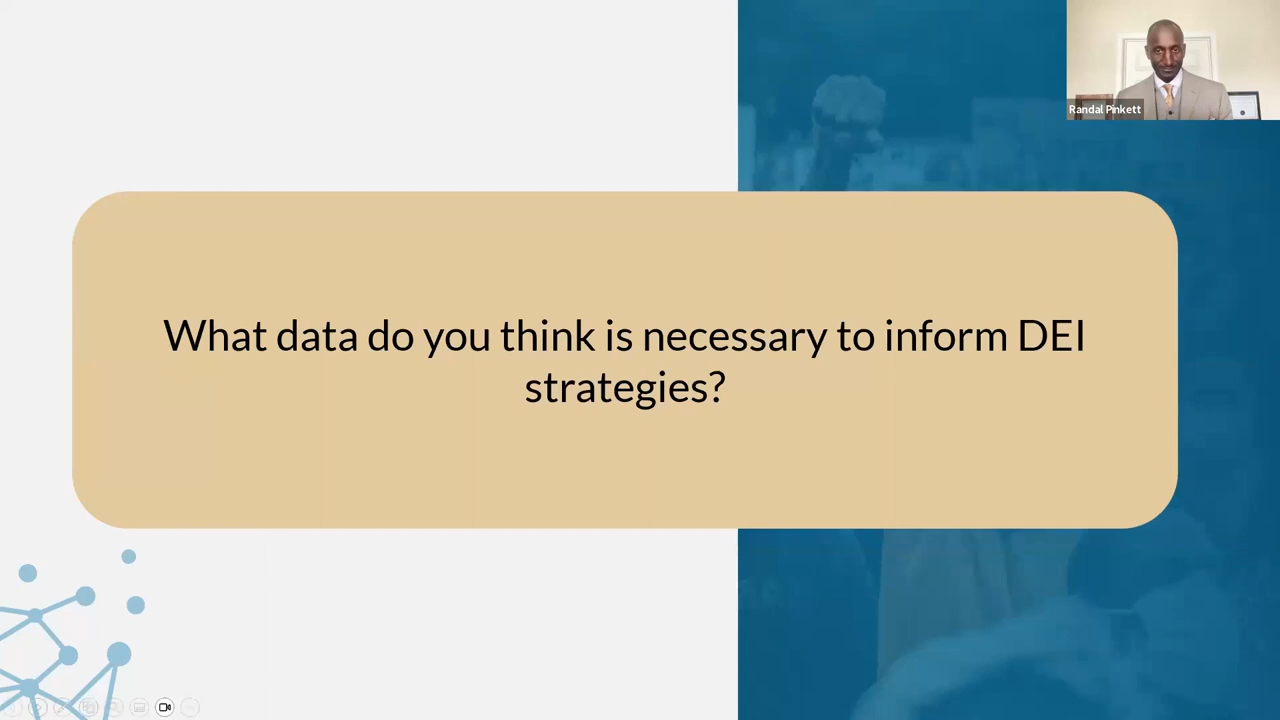 Randal Pinkett
What data do you think is necessary to inform DEI
strategies?